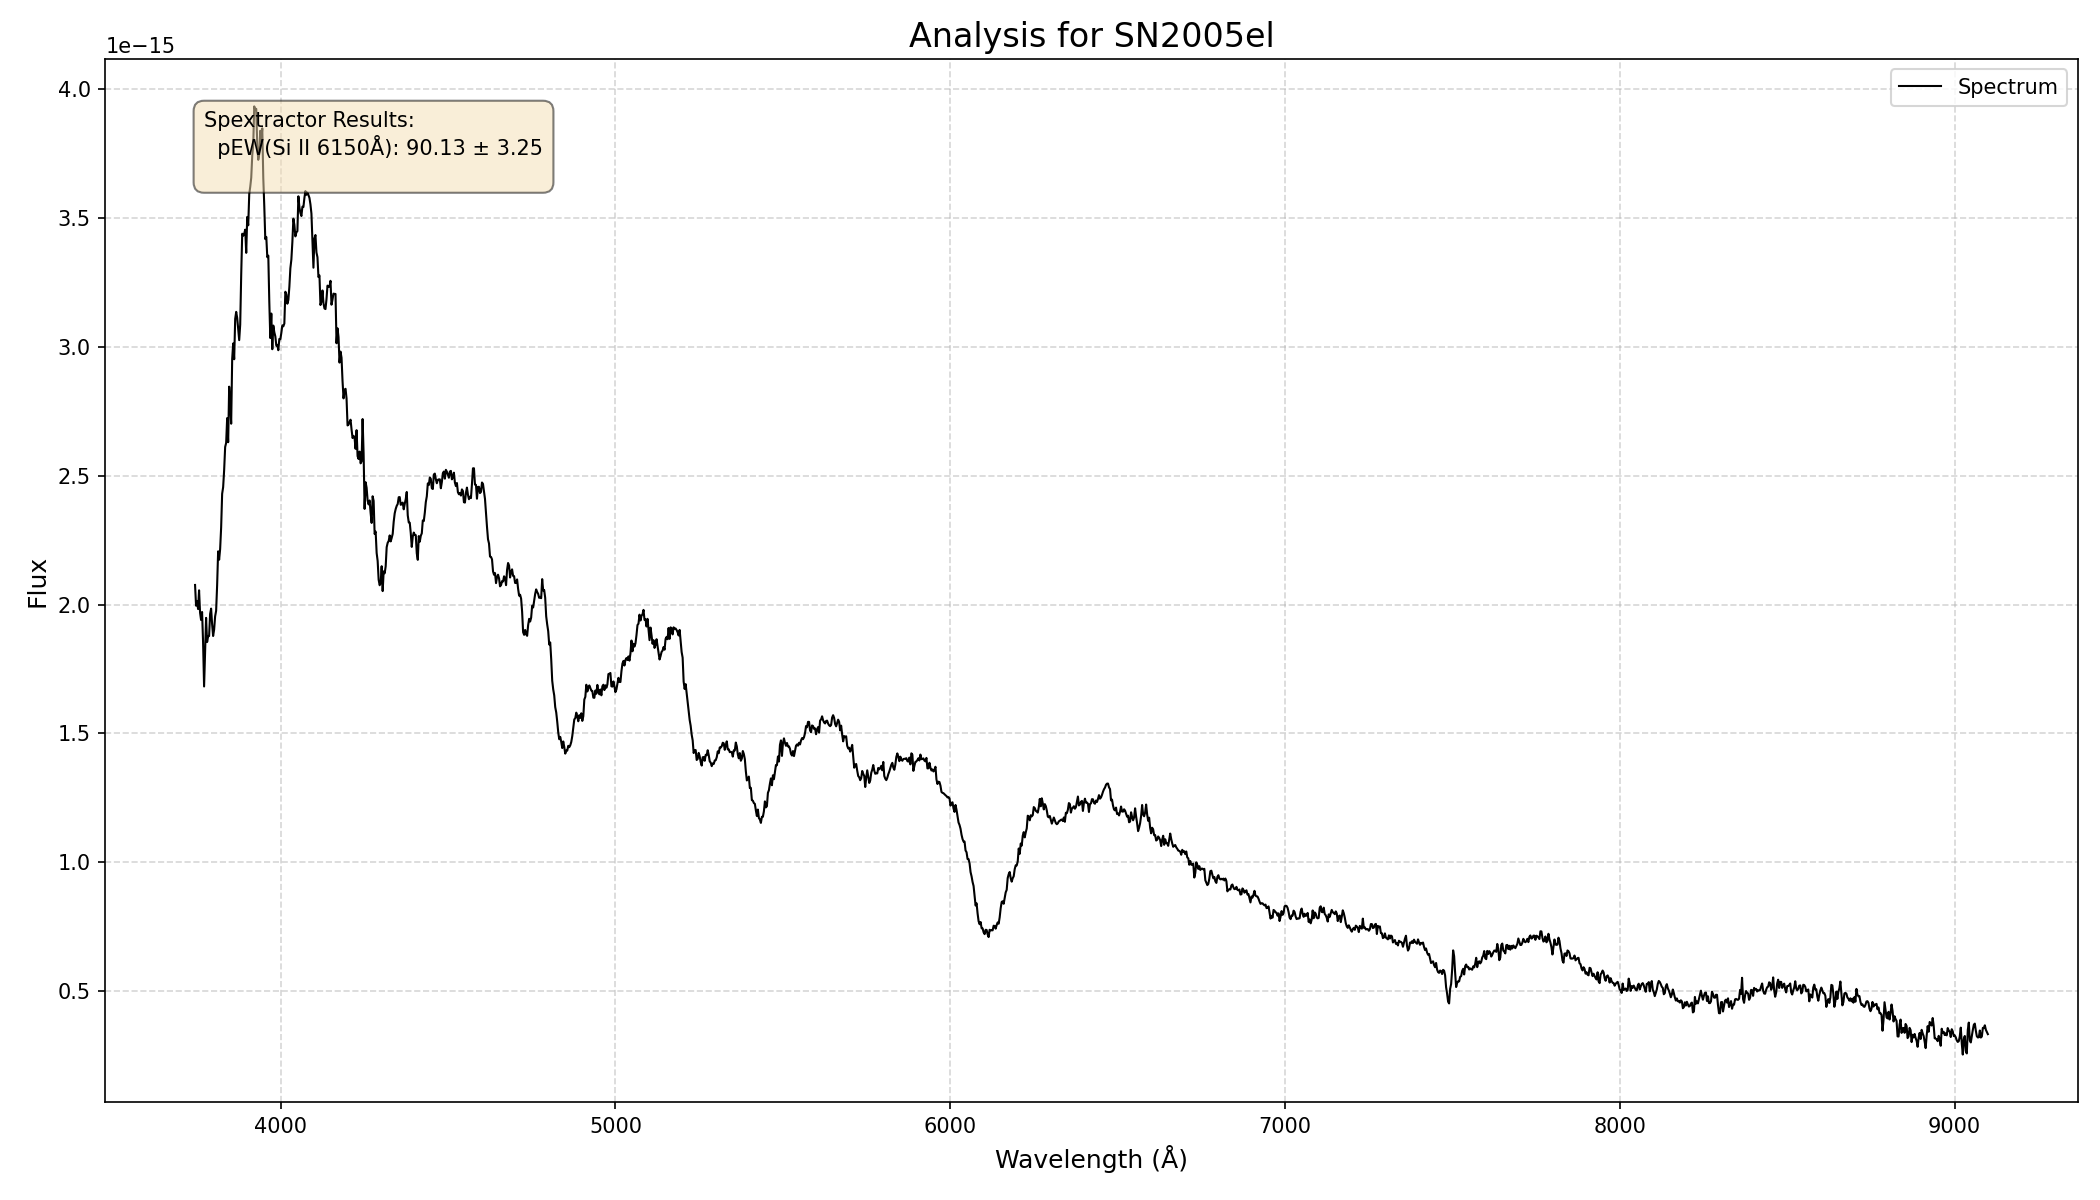 Analysis for SN2005el
1e−15
4.0
3.5
3.0
2.5
2.0
1.5
1.0
0.5
Flux
Spextractor Results:
pEW(Si II 6150Å): 90.13 ± 3.25
Spectrum
4000 5000 6000 7000 8000 9000
Wavelength (Å)